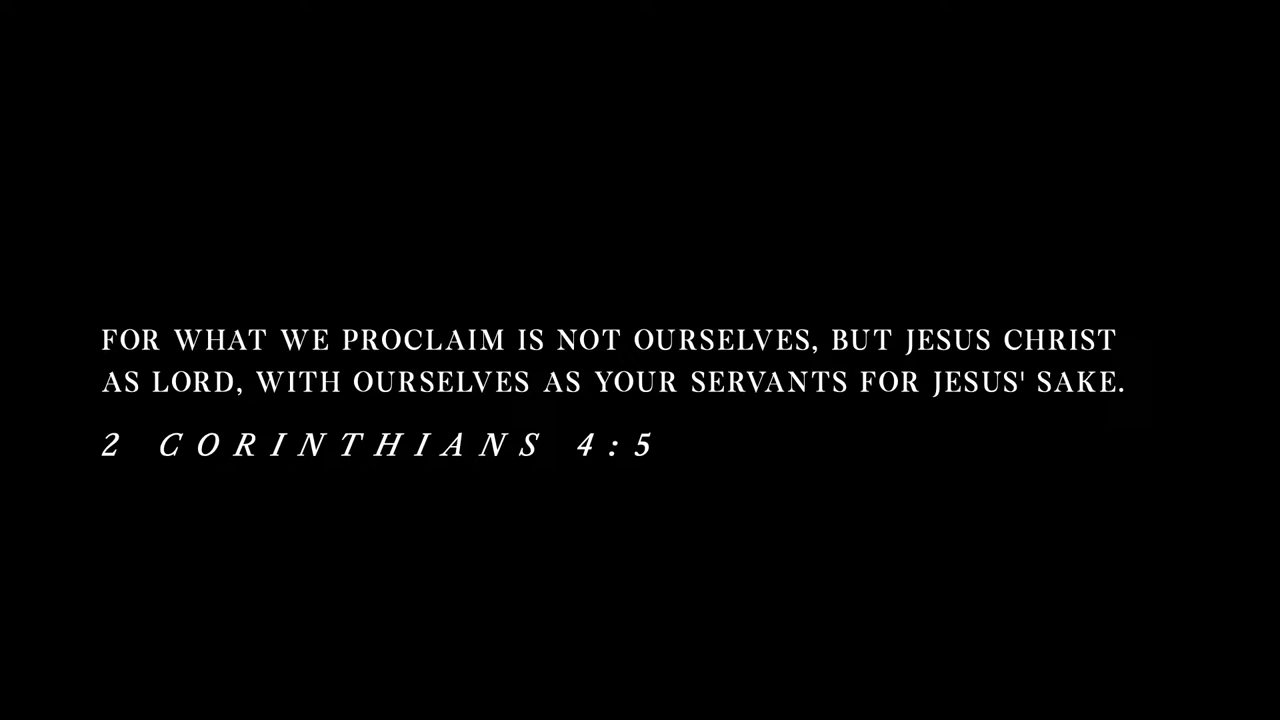 FOR WHAT WE PROCLAIM IS NOT OURSELVES, BUT JESUS CHRIST
AS LORD, WITH OURSELVES AS YOUR SERVANTS FOR JESUS' SAKE.
2 CORINTHIANS 4:5